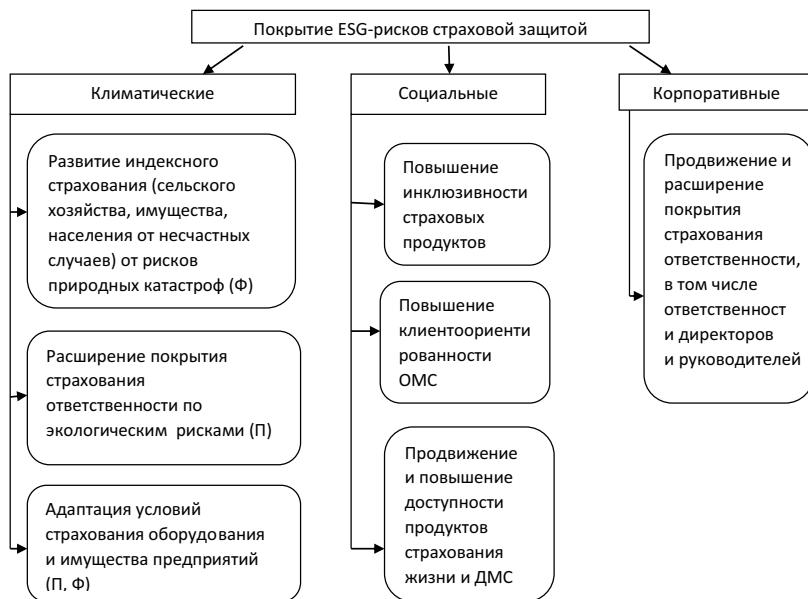 Покрытие ESG-рисков страховой защитой
Климатические
Социальные
Корпоративные
Развитие индексного
страхования (сельского
хозяйства, имущества,
населения от несчастных
случаев) от рисков
природных катастроф (Ф)
Расширение покрытия
страхования
ответственности по
экологическим рисками (П)
Адаптация условий
страхования оборудования
и имущества предприятий
(П, Ф)
Повышение
инклюзивности
страховых
продуктов
Повышение
клиентоориенти
рованности
ОМС
Продвижение
и повышение
доступности
продуктов
страхования
жизни и ДМС
Продвижение и
расширение
покрытия
страхования
ответственности,
в том числе
ответственност
и директоров
и руководителей